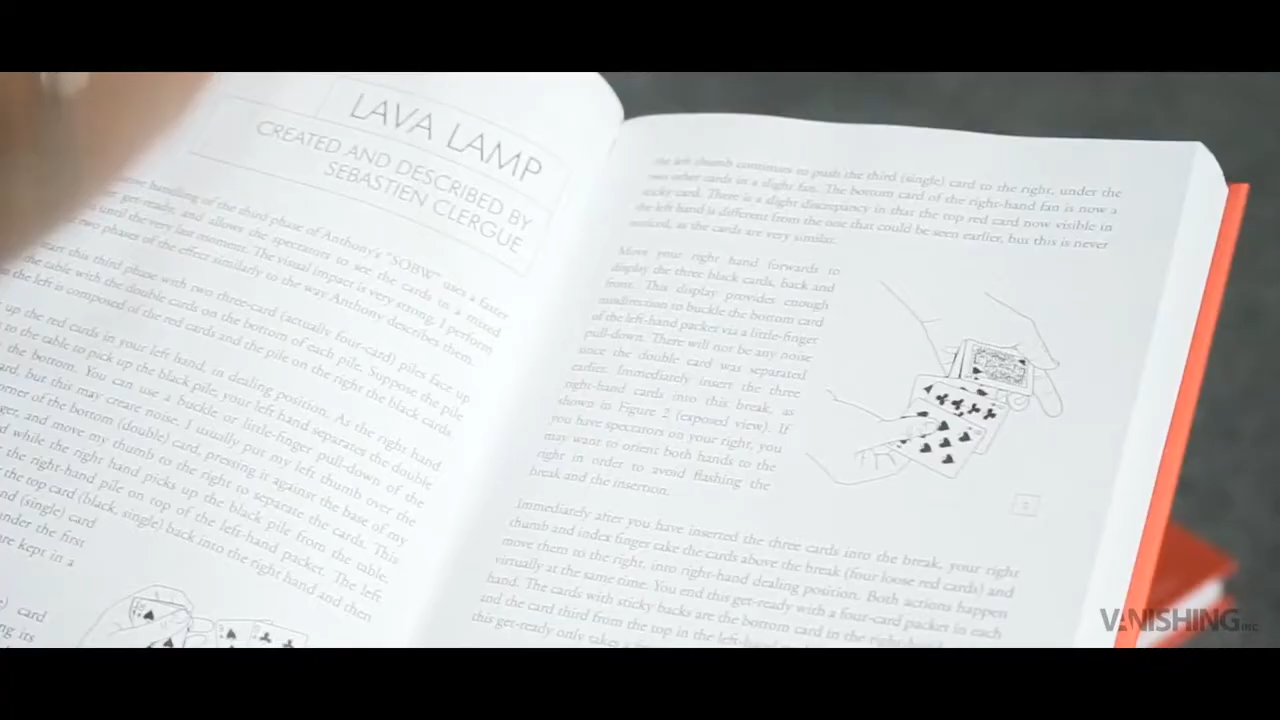 LAVA LAMP
CREATED AND DESCRIBED BY
SEBASTIEN CLERGUE
handling of the third phase of Anthony's "SOBW" uses a faster
get-ready, and allows the spectators to see the cards in a mixed
until the very last moment. The visual impact is very strong. I perform
two phases of the effect similarly to the way Anthony describes them.
start this third phase with two three-card (actually four-card) piles face up
the table with the double cards on the bottom of each pile. Suppose the pile
the left is composed of the red cards and the pile on the right the black cards.
up the red cards in your left hand, in dealing position. As the right hand
to the table to pick up the black pile, your left hand separates the double
the bottom. You can use a buckle or little-finger pull-down of the
card, but this may create noise. I usually put my left thumb over the
corner of the bottom (double) card, pressing it against the base of my
and move my thumb to the right to separate the cards. This
while the right hand picks up the black pile from the table.
the right-hand pile on top of the left-hand packet. The left
the top card (black, single) back into the right hand and then
(single) card
under the first
are kept in a
card
its
the left thumb continues to push the third (single) card to the right, under the
two other cards in a slight fan. The bottom card of the right-hand fan is now a
sticky card. There is a slight discrepancy in that the top red card now visible in
the left hand is different from the one that could be seen earlier, but this is never
noticed, as the cards are very similar.
Move your right hand forwards to
display the three black cards, back and
front. This display provides enough
misdirection to buckle the bottom card
of the left-hand packet via a little-finger
pull-down. There will not be any noise
since the double card was separated
earlier. Immediately insert the three
right-hand cards into this break, as
shown in Figure 2 (exposed view). If
you have spectators on your right, you
may want to orient both hands to the
right in order to avoid flashing the
break and the insertion.
2
Immediately after you have inserted the three cards into the break, your right
thumb and index finger take the cards above the break (four loose red cards) and
move them to the right, into right-hand dealing position. Both actions happen
virtually at the same time. You end this get-ready with a four-card packet in each
hand. The cards with sticky backs are the bottom card in the right-hand
and the card third from the top in the left-hand
this get-ready only takes a
VANISHING INC